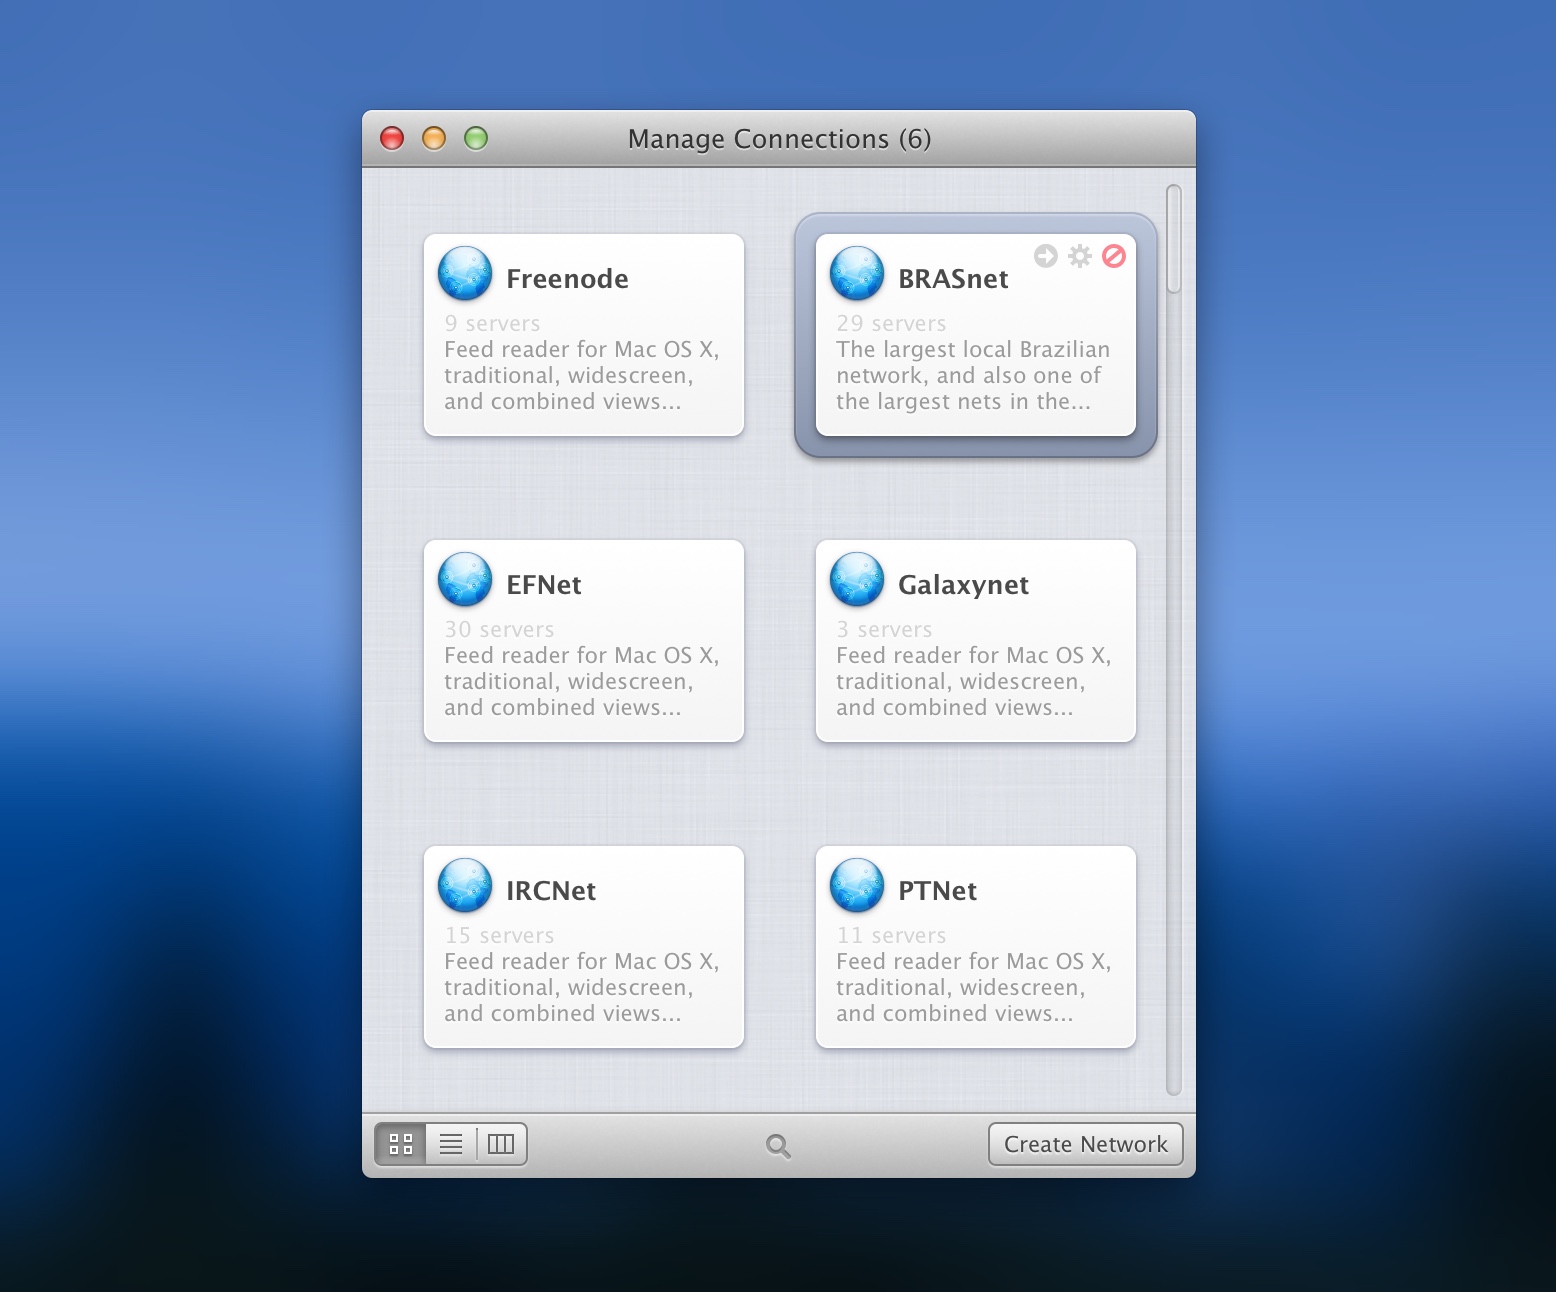 Manage Connections (6)
Freenode
9 servers
Feed reader for Mac OS X,
traditional, widescreen,
and combined views...
BRASnet
29 servers
The largest local Brazilian
network, and also one of
the largest nets in the...
EFNet
30 servers
Feed reader for Mac OS X,
traditional, widescreen,
and combined views...
Galaxynet
3 servers
Feed reader for Mac OS X,
traditional, widescreen,
and combined views...
IRCNet
15 servers
Feed reader for Mac OS X,
traditional, widescreen,
and combined views...
PTNet
11 servers
Feed reader for Mac OS X,
traditional, widescreen,
and combined views...
Create Network